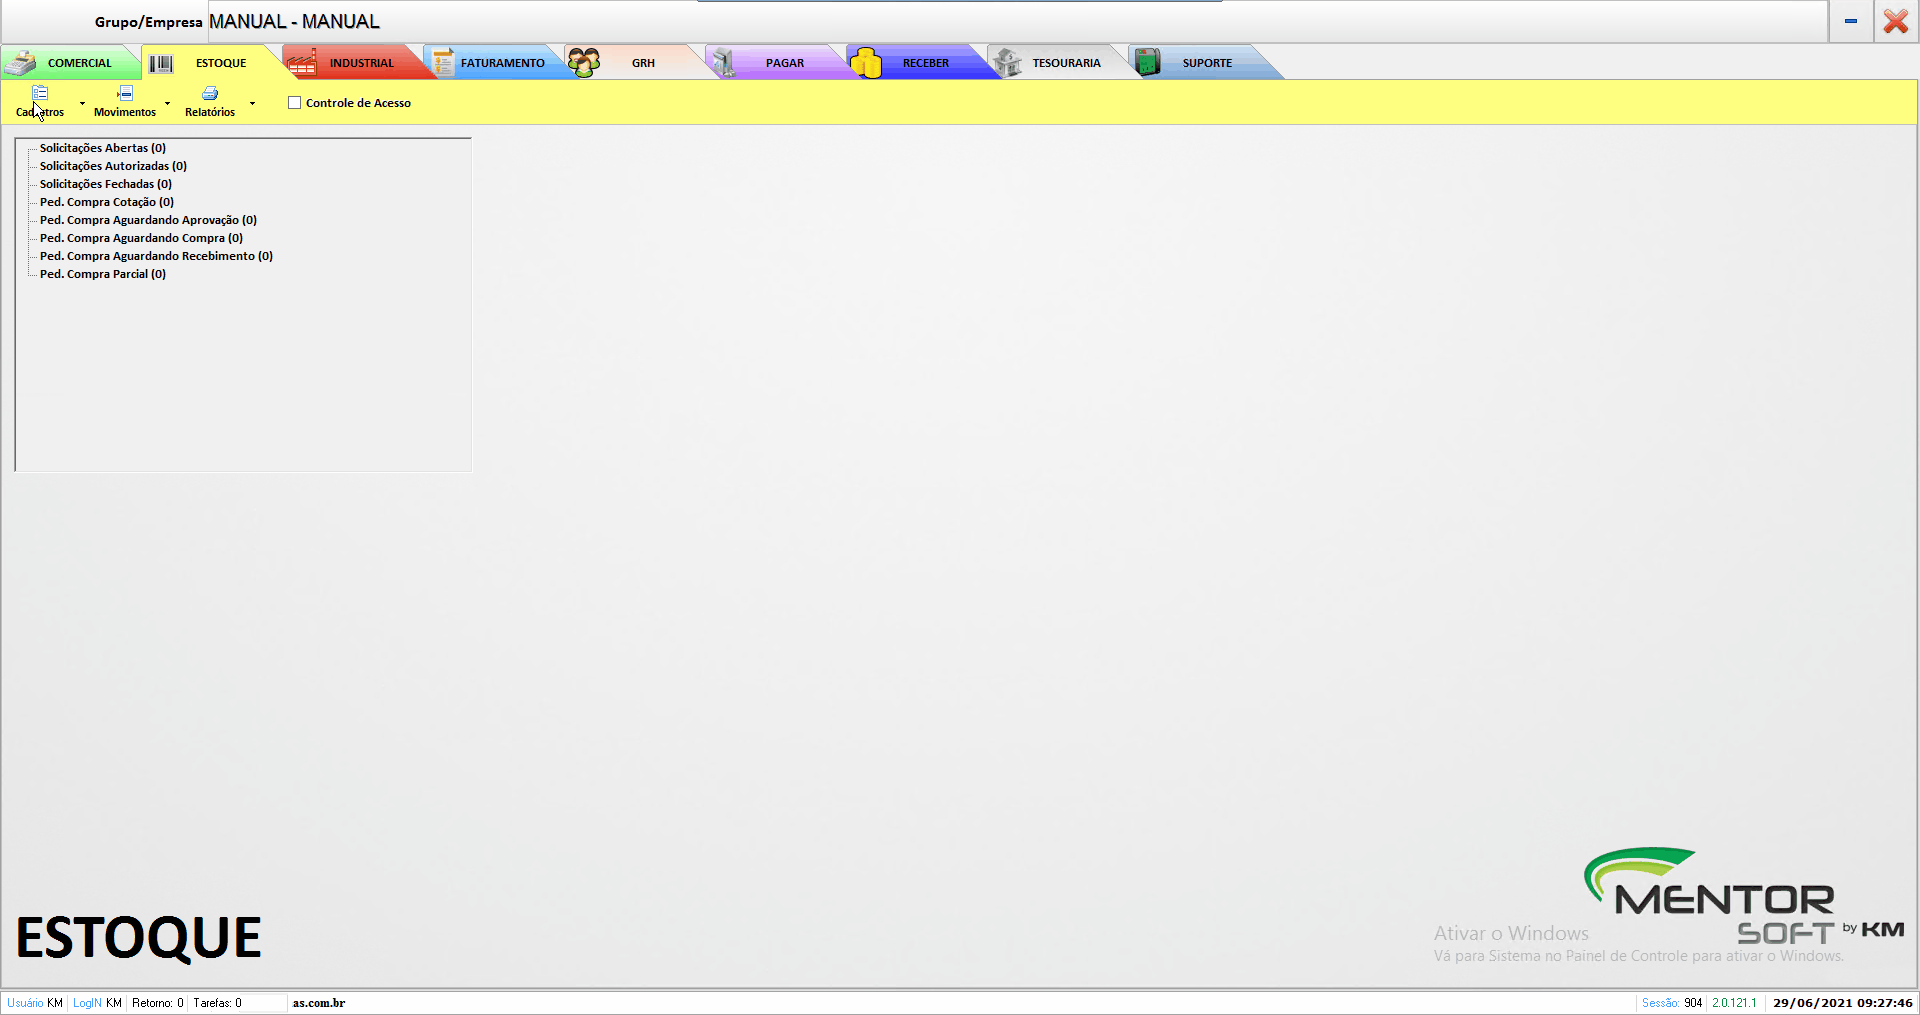 Grupo/Empresa MANUAL - MANUAL
COMERCIAL ESTOQUE INDUSTRIAL FATURAMENTO GRH PAGAR RECEBER TESOURARIA SUPORTE
Cadastros Movimentos Relatórios Controle de Acesso
Solicitações Abertas (0)
Solicitações Autorizadas (0)
Solicitações Fechadas (0)
Ped. Compra Cotação (0)
Ped. Compra Aguardando Aprovação (0)
Ped. Compra Aguardando Compra (0)
Ped. Compra Aguardando Recebimento (0)
Ped. Compra Parcial (0)
MENTOR
SOFT by KM
ESTOQUE
Ativar o Windows
Vá para Sistema no Painel de Controle para ativar o Windows.
Usuário KM LogIN KM Retorno: 0 Tarefas: 0 as.com.br Sessão: 904 2.0.121.1 29/06/2021 09:27:46